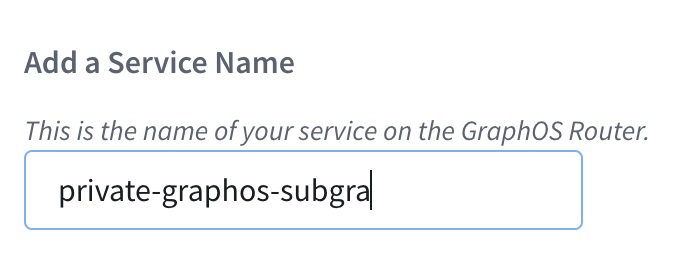 Add a Service Name
This is the name of your service on the GraphOS Router.
private-graphos-subgra